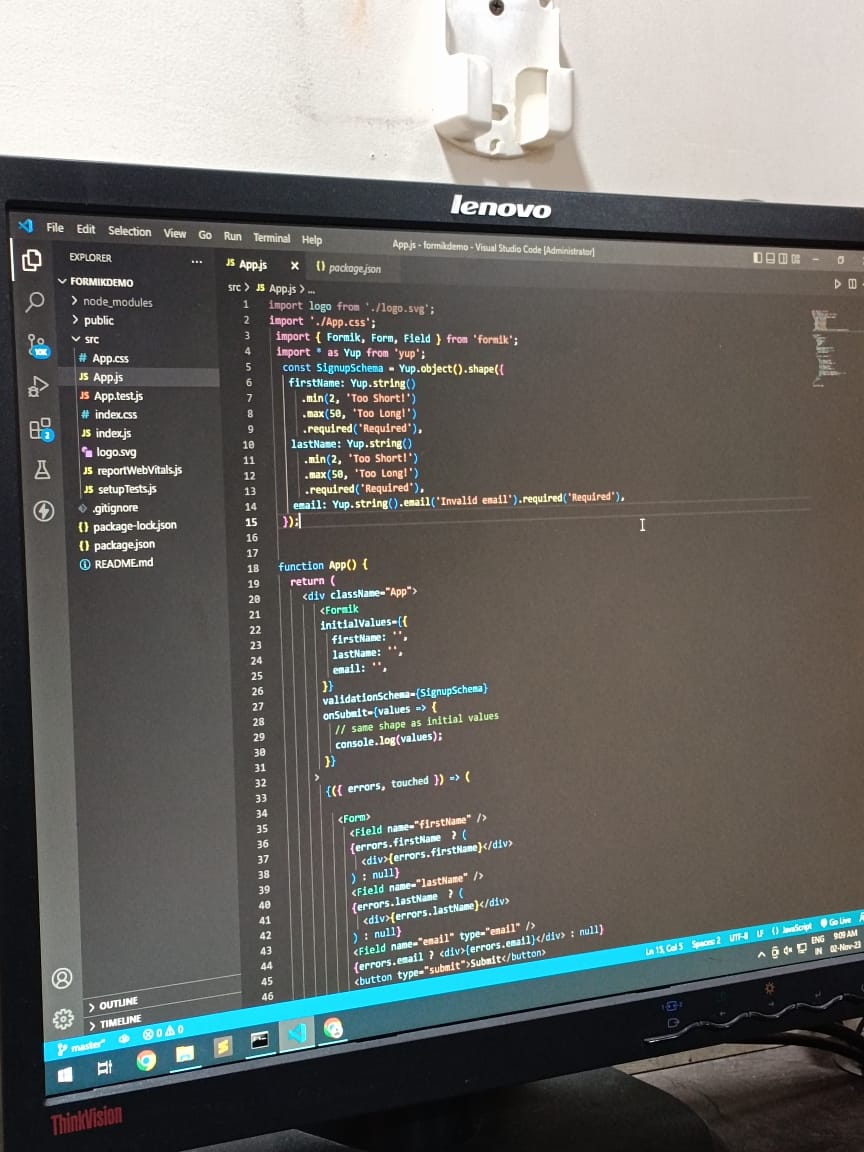 lenovo
File Edit Selection View Go Run Terminal Help
App.js - formikdemo - Visual Studio Code [Administrator]
EXPLORER
...
FORMIKDEMO
node_modules
public
src
# App.css
JS App.js
JS App.test.js
# index.css
JS index.js
logo.svg
JS reportWebVitals.js
JS setupTests.js
.gitignore
{} package-lock.json
{} package.json
README.md
OUTLINE
TIMELINE
10K
2
JS App.js ×
{} package.json
src > JS App.js > ...
1 import logo from './logo.svg';
2 import './App.css';
3 import { Formik, Form, Field } from 'formik';
4 import * as Yup from 'yup';
5 const SignupSchema = Yup.object().shape({
6 firstName: Yup.string()
7 .min(2, 'Too Short!')
8 .max(50, 'Too Long!')
9 .required('Required'),
10 lastName: Yup.string()
11 .min(2, 'Too Short!')
12 .max(50, 'Too Long!')
13 .required('Required'),
14 email: Yup.string().email('Invalid email').required('Required'),
15 });
16
17
18 function App() {
19 return (
20 <div className="App">
21 <Formik
22 initialValues={{
23 firstName: '',
24 lastName: '',
25 email: '',
26 }}
27 validationSchema={SignupSchema}
28 onSubmit={values => {
29 // same shape as initial values
30 console.log(values);
31 }}
32 >
33 {({ errors, touched }) => (
34
35 <Form>
36 <Field name="firstName" />
37 {errors.firstName ? (
38 <div>{errors.firstName}</div>
39 ) : null}
40 <Field name="lastName" />
41 {errors.lastName ? (
42 <div>{errors.lastName}</div>
43 ) : null}
44 <Field name="email" type="email" />
45 {errors.email ? <div>{errors.email}</div> : null}
46 <button type="submit">Submit</button>
master*
0 0
Ln 15, Col 5 Spaces: 2 UTF-8 LF {} JavaScript Go Live
ENG
IN
9:09 AM
02-Nov-23
ThinkVision